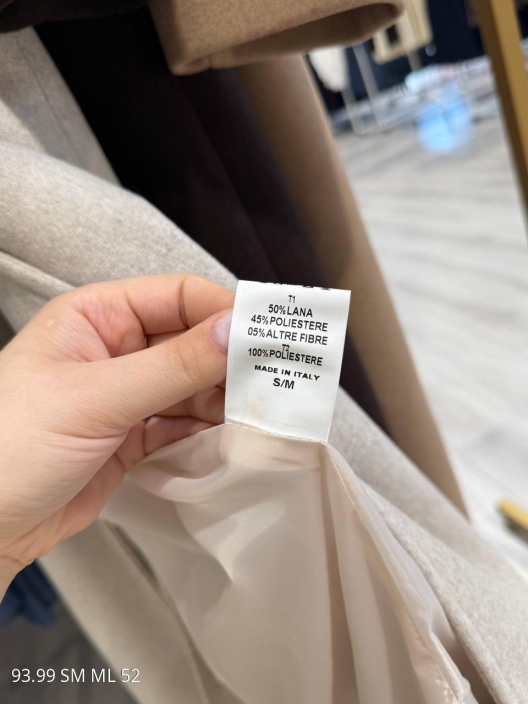 T1
50%LANA
45%POLIESTERE
05%ALTRE FIBRE
T2
100%POLIESTERE
MADE IN ITALY
S/M
93.99 SM ML 52